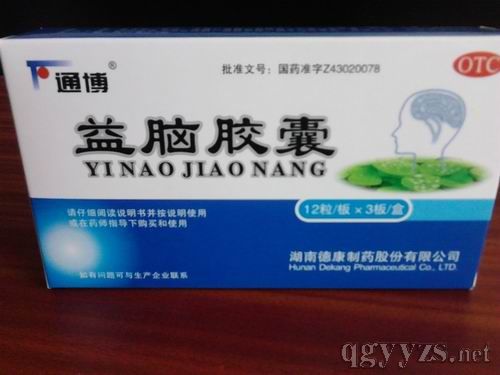 通博®
批准文号：国药准字Z43020078
OTC
益脑胶囊
YI NAO JIAO NANG
12粒/板 × 3板/盒
请仔细阅读说明书并按说明使用
或在药师指导下购买和使用
湖南德康制药股份有限公司
Hunan Dekang Pharmaceutical Co., LTD.
如有问题可与生产企业联系
qgyyzs.net